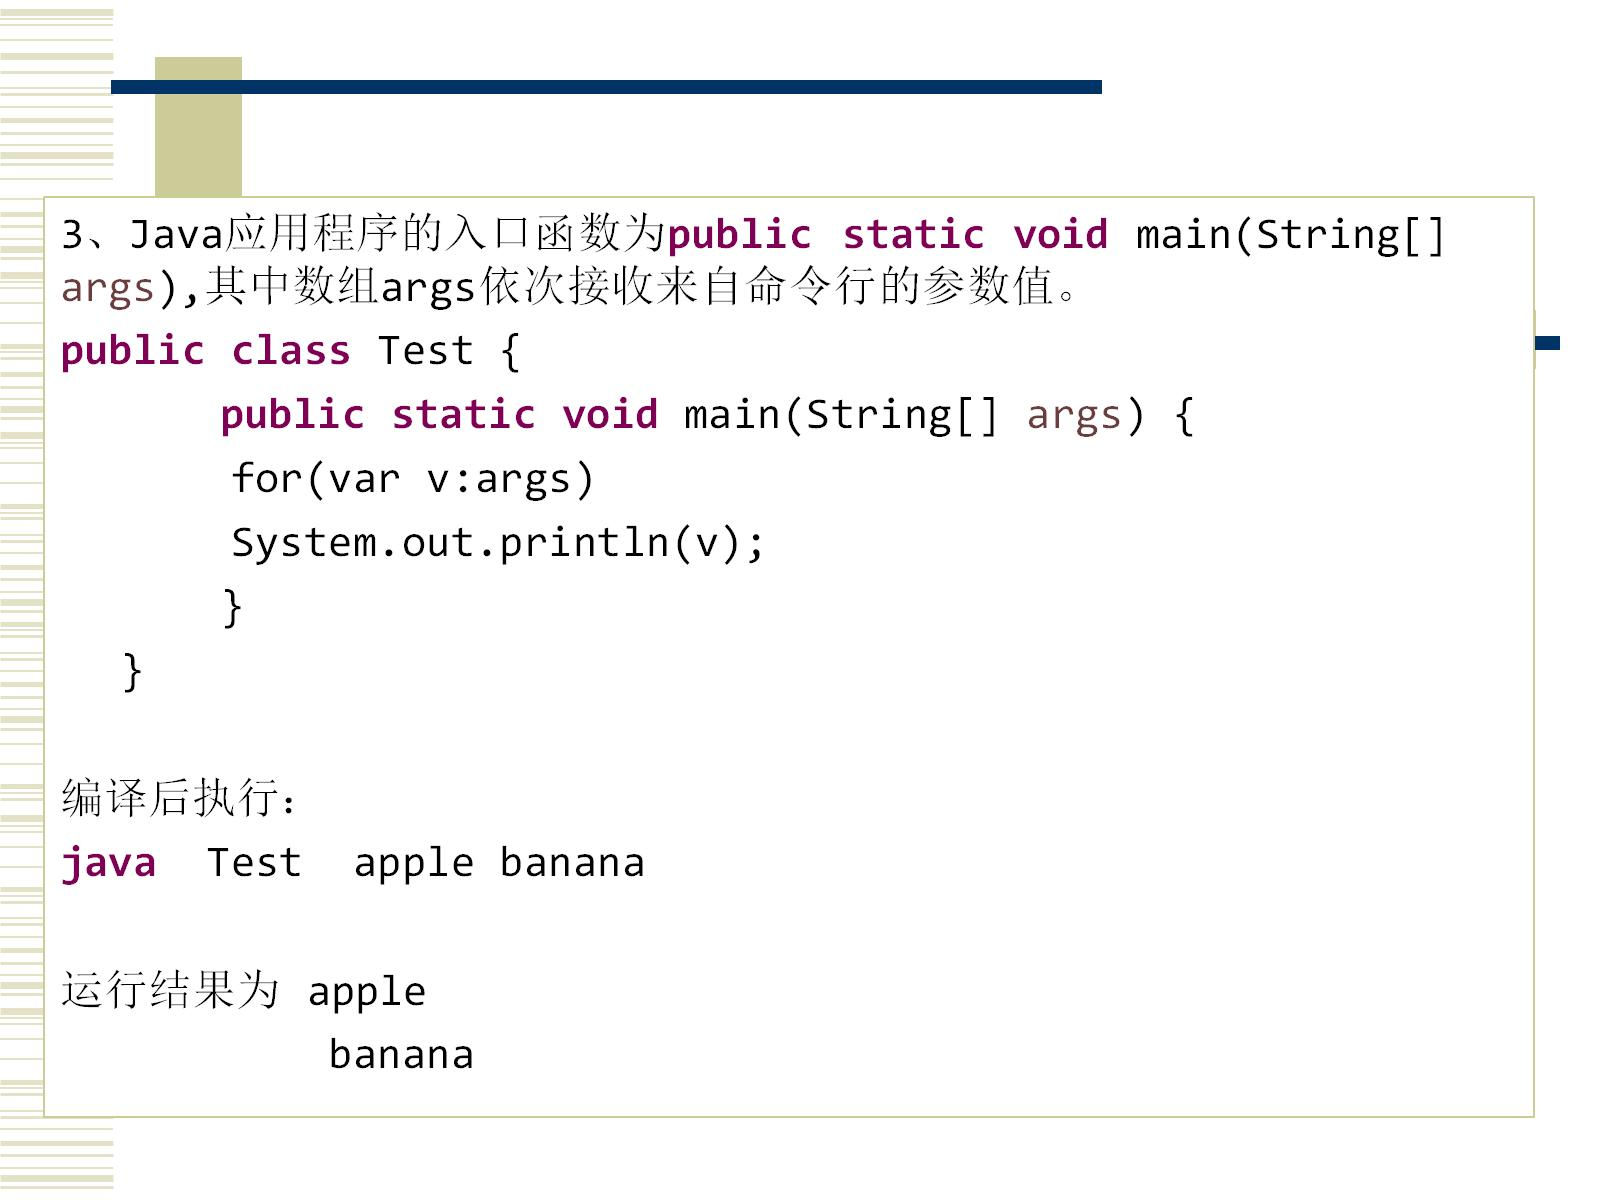 3、Java应用程序的入口函数为public static void main(String[]
args),其中数组args依次接收来自命令行的参数值。
public class Test {
public static void main(String[] args) {
for(var v:args)
System.out.println(v);
}
}
编译后执行：
java Test apple banana
运行结果为 apple
banana